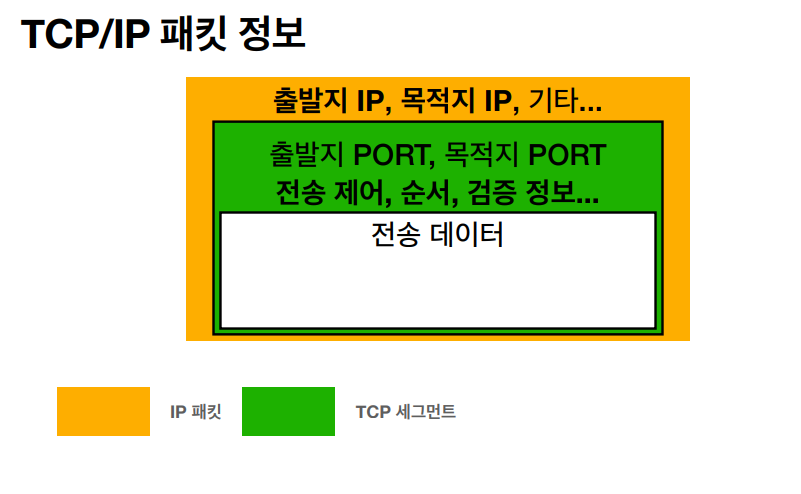 TCP/IP 패킷 정보
출발지 IP, 목적지 IP, 기타...
출발지 PORT, 목적지 PORT
전송 제어, 순서, 검증 정보...
전송 데이터
IP 패킷
TCP 세그먼트